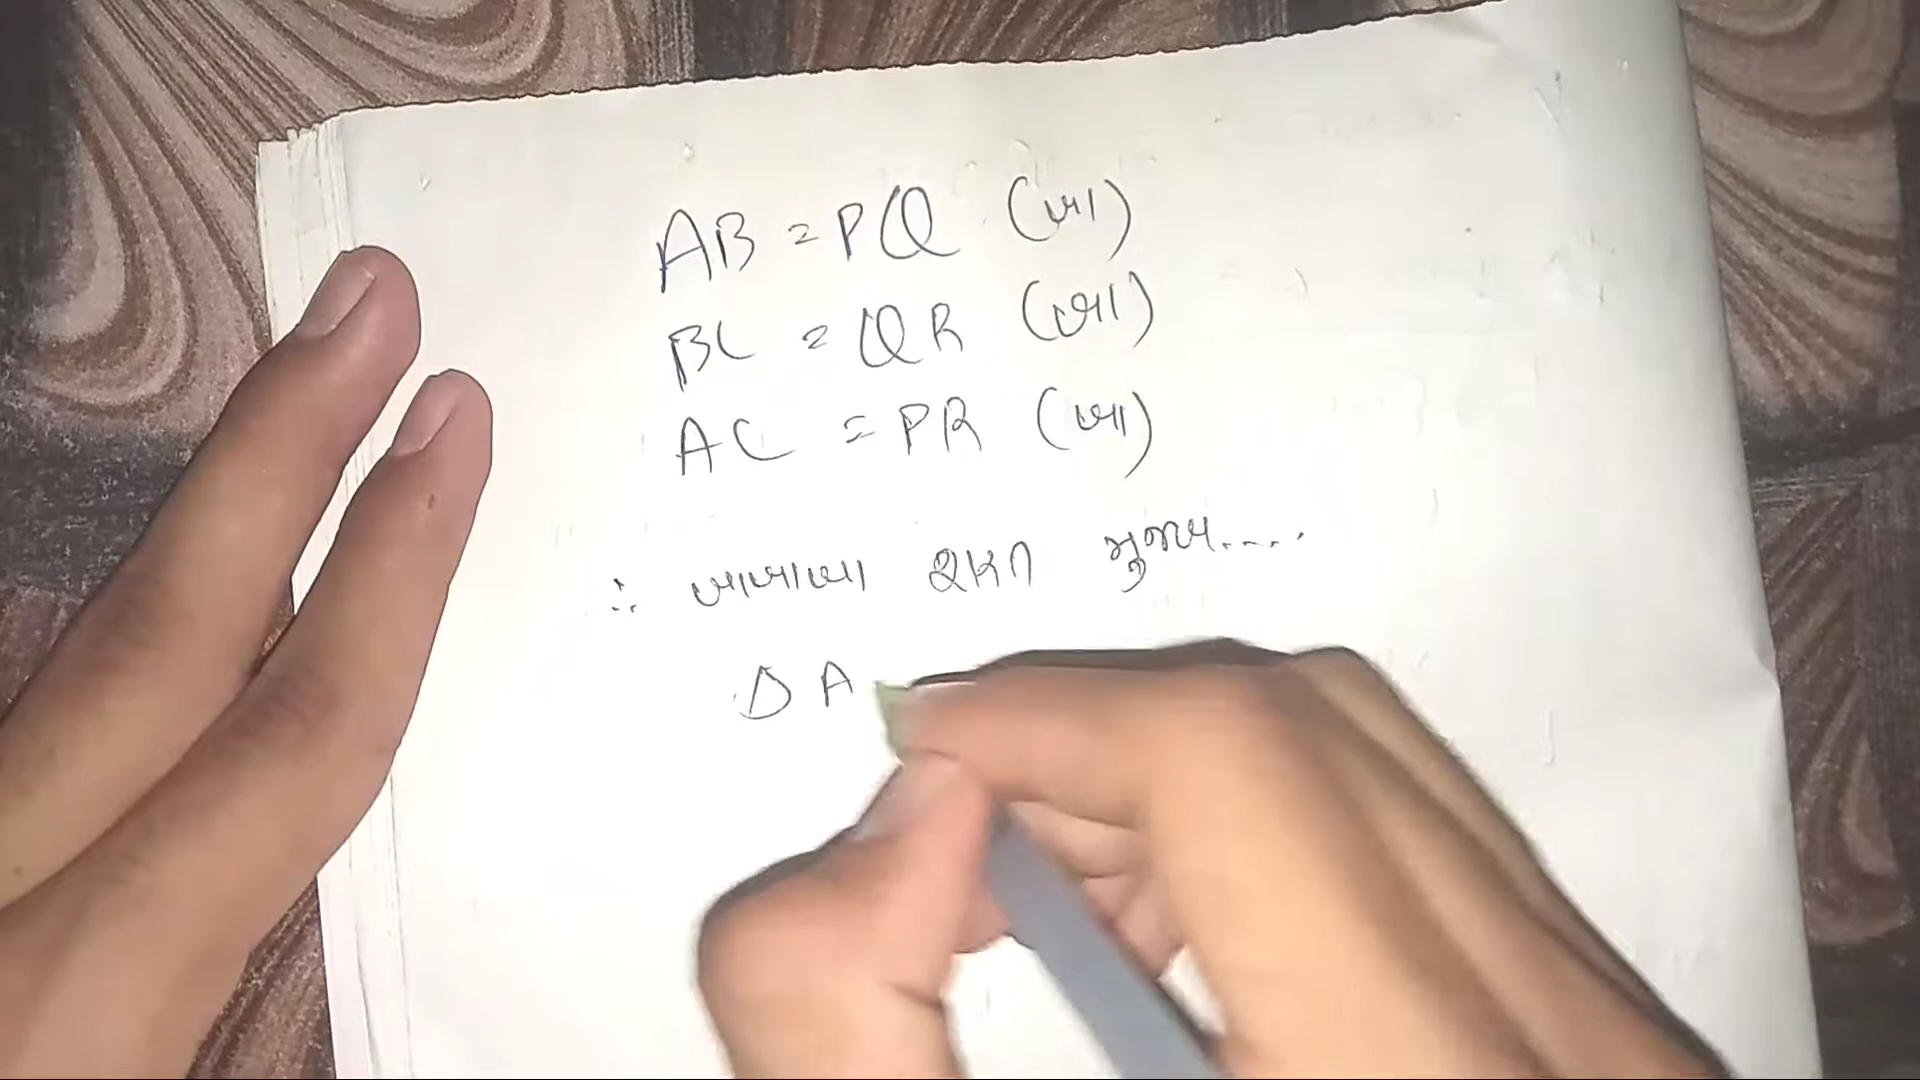 AB = PQ (બા)
BC = QR (બા)
AC = PR (બા)
∴ બાબાબા શરત મુજબ....
Δ A